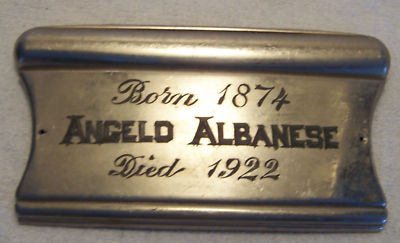 Born 1874
ANGELO ALBANESE
Died 1922